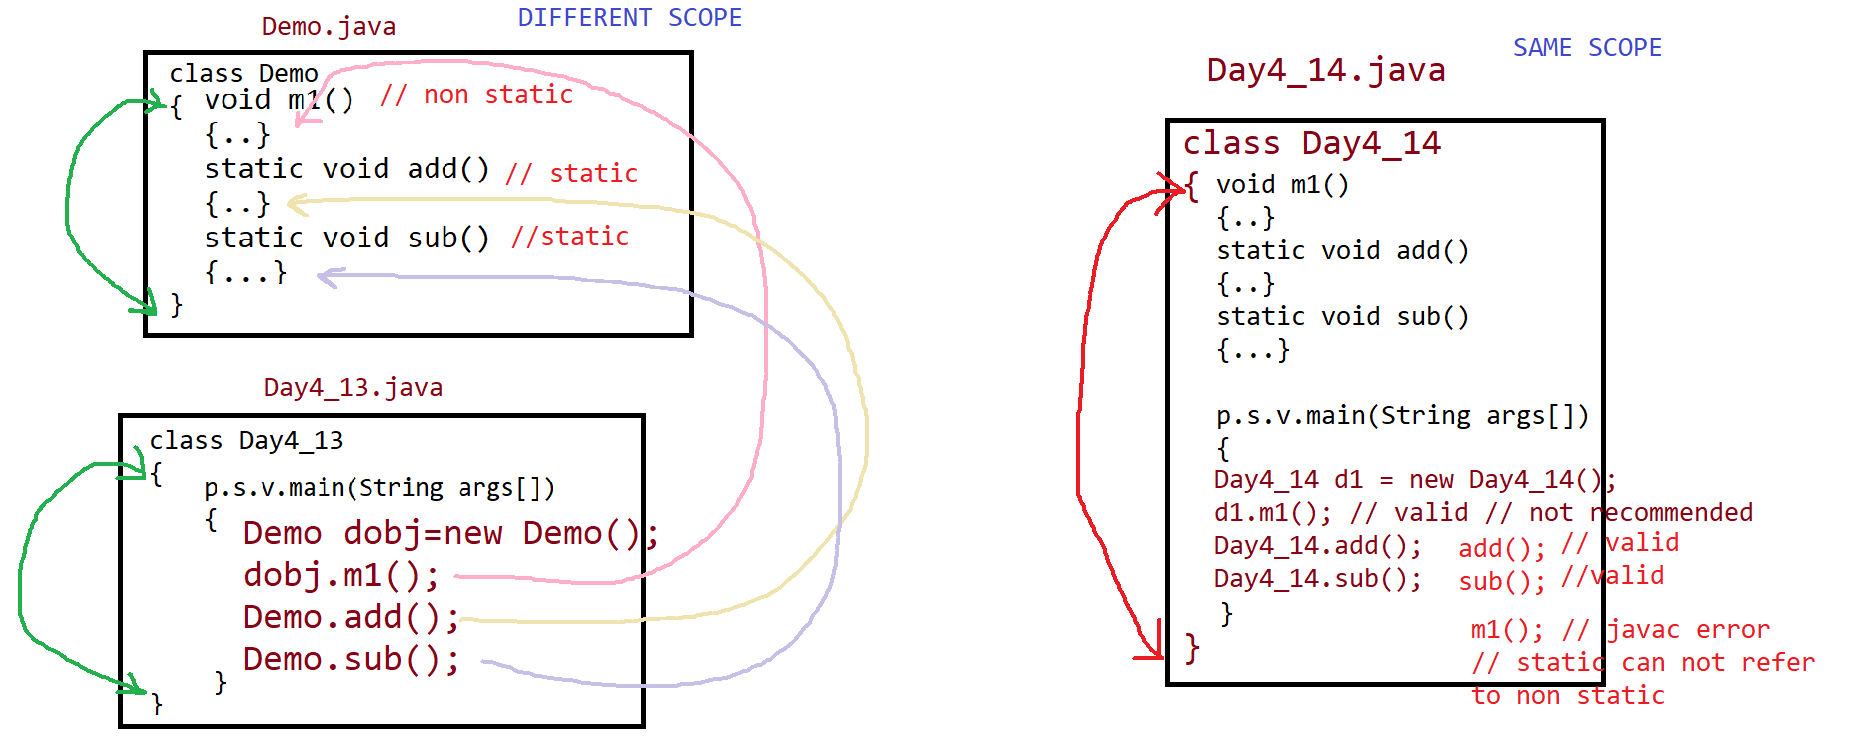 DIFFERENT SCOPE
Demo.java
class Demo
{ void m1() // non static
{..}
static void add() // static
{..}
static void sub() //static
{...}
}
Day4_13.java
class Day4_13
{
p.s.v.main(String args[])
{
Demo dobj=new Demo();
dobj.m1();
Demo.add();
Demo.sub();
}
}
SAME SCOPE
Day4_14.java
class Day4_14
{ void m1()
{..}
static void add()
{..}
static void sub()
{...}
p.s.v.main(String args[])
{
Day4_14 d1 = new Day4_14();
d1.m1(); // valid // not recommended
Day4_14.add(); add(); // valid
Day4_14.sub(); sub(); //valid
}
m1(); // javac error
}
// static can not refer
to non static